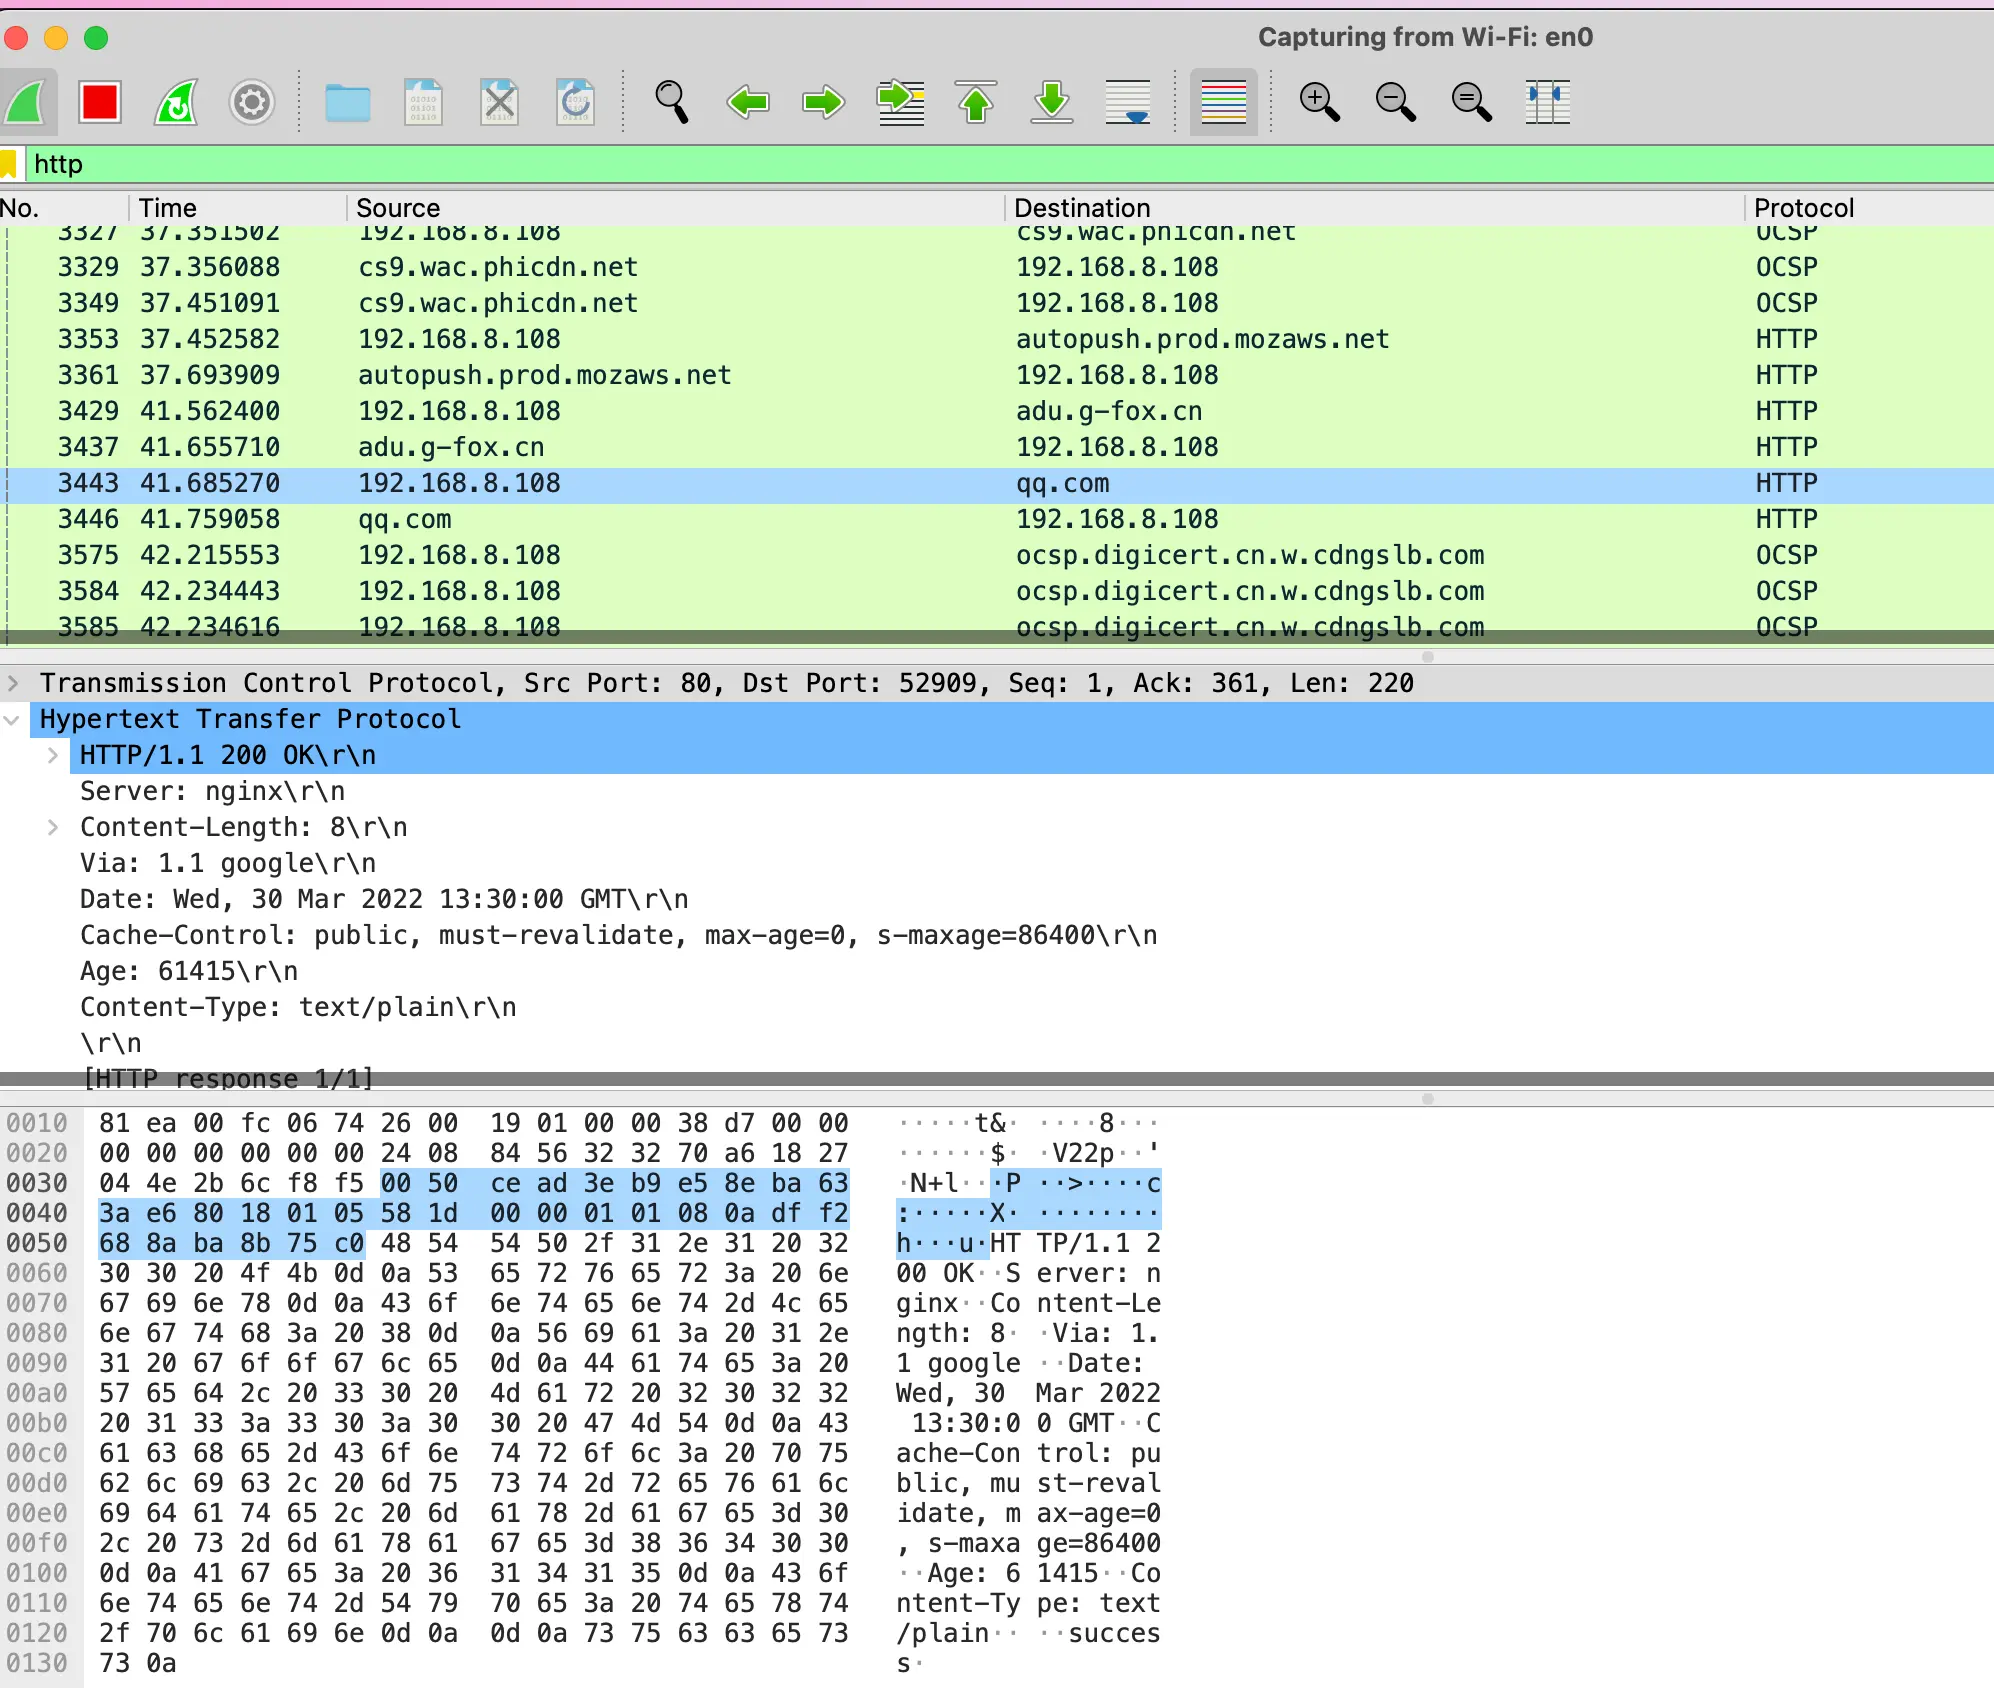 Capturing from Wi-Fi: en0
http
No. Time Source Destination Protocol
3327 37.351502 192.168.8.108 cs9.wac.phicdn.net OCSP
3329 37.356088 cs9.wac.phicdn.net 192.168.8.108 OCSP
3349 37.451091 cs9.wac.phicdn.net 192.168.8.108 OCSP
3353 37.452582 192.168.8.108 autopush.prod.mozaws.net HTTP
3361 37.693909 autopush.prod.mozaws.net 192.168.8.108 HTTP
3429 41.562400 192.168.8.108 adu.g-fox.cn HTTP
3437 41.655710 adu.g-fox.cn 192.168.8.108 HTTP
3443 41.685270 192.168.8.108 qq.com HTTP
3446 41.759058 qq.com 192.168.8.108 HTTP
3575 42.215553 192.168.8.108 ocsp.digicert.cn.w.cdngslb.com OCSP
3584 42.234443 192.168.8.108 ocsp.digicert.cn.w.cdngslb.com OCSP
3585 42.234616 192.168.8.108 ocsp.digicert.cn.w.cdngslb.com OCSP
Transmission Control Protocol, Src Port: 80, Dst Port: 52909, Seq: 1, Ack: 361, Len: 220
Hypertext Transfer Protocol
HTTP/1.1 200 OK\r\n
Server: nginx\r\n
Content-Length: 8\r\n
Via: 1.1 google\r\n
Date: Wed, 30 Mar 2022 13:30:00 GMT\r\n
Cache-Control: public, must-revalidate, max-age=0, s-maxage=86400\r\n
Age: 61415\r\n
Content-Type: text/plain\r\n
\r\n
[HTTP response 1/1]
0010 81 ea 00 fc 06 74 26 00 19 01 00 00 38 d7 00 00 ·····t&· ····8···
0020 00 00 00 00 00 00 24 08 84 56 32 32 70 a6 18 27 ······$· ·V22p··'
0030 04 4e 2b 6c f8 f5 00 50 ce ad 3e b9 e5 8e ba 63 ·N+l···P ··>····c
0040 3a e6 80 18 01 05 58 1d 00 00 01 01 08 0a df f2 :·····X· ········
0050 68 8a ba 8b 75 c0 48 54 54 50 2f 31 2e 31 20 32 h···u·HT TP/1.1 2
0060 30 30 20 4f 4b 0d 0a 53 65 72 76 65 72 3a 20 6e 00 OK··S erver: n
0070 67 69 6e 78 0d 0a 43 6f 6e 74 65 6e 74 2d 4c 65 ginx··Co ntent-Le
0080 6e 67 74 68 3a 20 38 0d 0a 56 69 61 3a 20 31 2e ngth: 8· ·Via: 1.
0090 31 20 67 6f 6f 67 6c 65 0d 0a 44 61 74 65 3a 20 1 google ··Date:
00a0 57 65 64 2c 20 33 30 20 4d 61 72 20 32 30 32 32 Wed, 30 Mar 2022
00b0 20 31 33 3a 33 30 3a 30 30 20 47 4d 54 0d 0a 43 13:30:0 0 GMT··C
00c0 61 63 68 65 2d 43 6f 6e 74 72 6f 6c 3a 20 70 75 ache-Con trol: pu
00d0 62 6c 69 63 2c 20 6d 75 73 74 2d 72 65 76 61 6c blic, mu st-reval
00e0 69 64 61 74 65 2c 20 6d 61 78 2d 61 67 65 3d 30 idate, m ax-age=0
00f0 2c 20 73 2d 6d 61 78 61 67 65 3d 38 36 34 30 30 , s-maxa ge=86400
0100 0d 0a 41 67 65 3a 20 36 31 34 31 35 0d 0a 43 6f ··Age: 6 1415··Co
0110 6e 74 65 6e 74 2d 54 79 70 65 3a 20 74 65 78 74 ntent-Ty pe: text
0120 2f 70 6c 61 69 6e 0d 0a 0d 0a 73 75 63 63 65 73 /plain·· ··succes
0130 73 0a s·